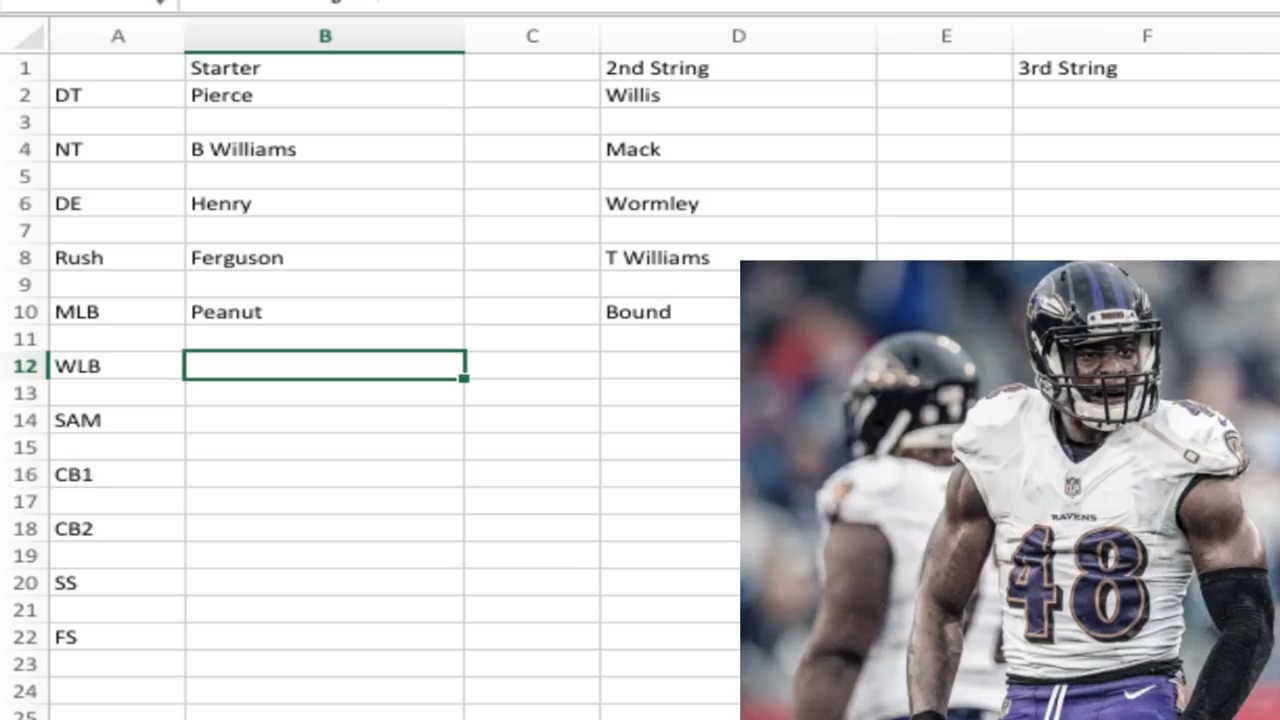 A B C D E F
1 Starter 2nd String 3rd String
2 DT Pierce Willis
3
4 NT B Williams Mack
5
6 DE Henry Wormley
7
8 Rush Ferguson T Williams
9
10 MLB Peanut Bound
11
12 WLB
13
14 SAM
15
16 CB1
17
18 CB2
19
20 SS
21
22 FS
23
24
25
RAVENS
48